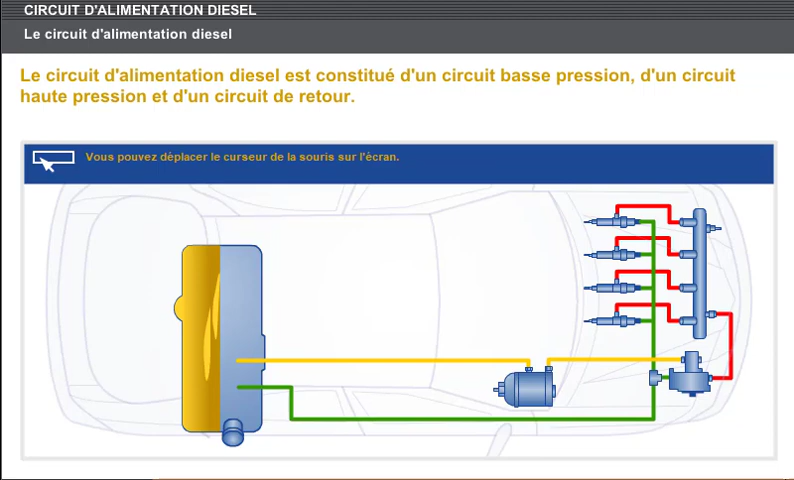 CIRCUIT D'ALIMENTATION DIESEL
Le circuit d'alimentation diesel
Le circuit d'alimentation diesel est constitué d'un circuit basse pression, d'un circuit
haute pression et d'un circuit de retour.
Vous pouvez déplacer le curseur de la souris sur l'écran.